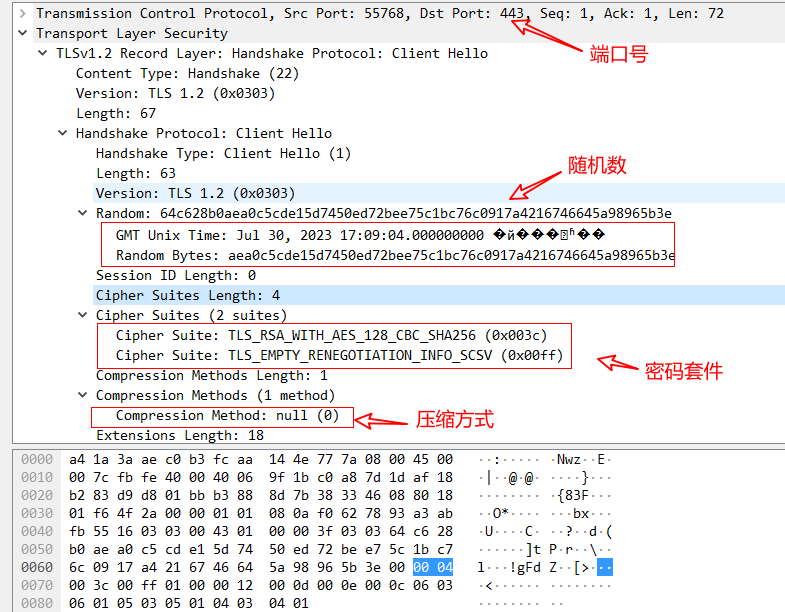 Transmission Control Protocol, Src Port: 55768, Dst Port: 443, Seq: 1, Ack: 1, Len: 72
端口号
Transport Layer Security
TLSv1.2 Record Layer: Handshake Protocol: Client Hello
Content Type: Handshake (22)
Version: TLS 1.2 (0x0303)
Length: 67
Handshake Protocol: Client Hello
Handshake Type: Client Hello (1)
Length: 63
随机数
Version: TLS 1.2 (0x0303)
Random: 64c628b0aea0c5cde15d7450ed72bee75c1bc76c0917a4216746645a98965b3e
GMT Unix Time: Jul 30, 2023 17:09:04.000000000
Random Bytes: aea0c5cde15d7450ed72bee75c1bc76c0917a4216746645a98965b3e
Session ID Length: 0
Cipher Suites Length: 4
Cipher Suites (2 suites)
Cipher Suite: TLS_RSA_WITH_AES_128_CBC_SHA256 (0x003c)
Cipher Suite: TLS_EMPTY_RENEGOTIATION_INFO_SCSV (0x00ff)
密码套件
Compression Methods Length: 1
Compression Methods (1 method)
Compression Method: null (0)
压缩方式
Extensions Length: 18
0000 a4 1a 3a ae c0 b3 fc aa 14 4e 77 7a 08 00 45 00 ··:····· ·Nwz··E·
0010 00 7c fb fe 40 00 40 06 9f 1b c0 a8 7d 1d af 18 ·|··@·@· ····}···
0020 b2 83 d9 d8 01 bb b3 88 8d 7b 38 33 46 08 80 18 ········ ·{83F···
0030 01 f6 4f 2a 00 00 01 01 08 0a f0 62 78 93 a3 ab ··O*···· ···bx···
0040 fb 55 16 03 03 00 43 01 00 00 3f 03 03 64 c6 28 ·U····C· ··?··d·(
0050 b0 ae a0 c5 cd e1 5d 74 50 ed 72 be e7 5c 1b c7 ······]t P·r··\··
0060 6c 09 17 a4 21 67 46 64 5a 98 96 5b 3e 00 00 04 l···!gFd Z··[>···
0070 00 3c 00 ff 01 00 00 12 00 0d 00 0e 00 0c 06 03 ·<······ ········
0080 06 01 05 03 05 01 04 03 04 01 ········ ··